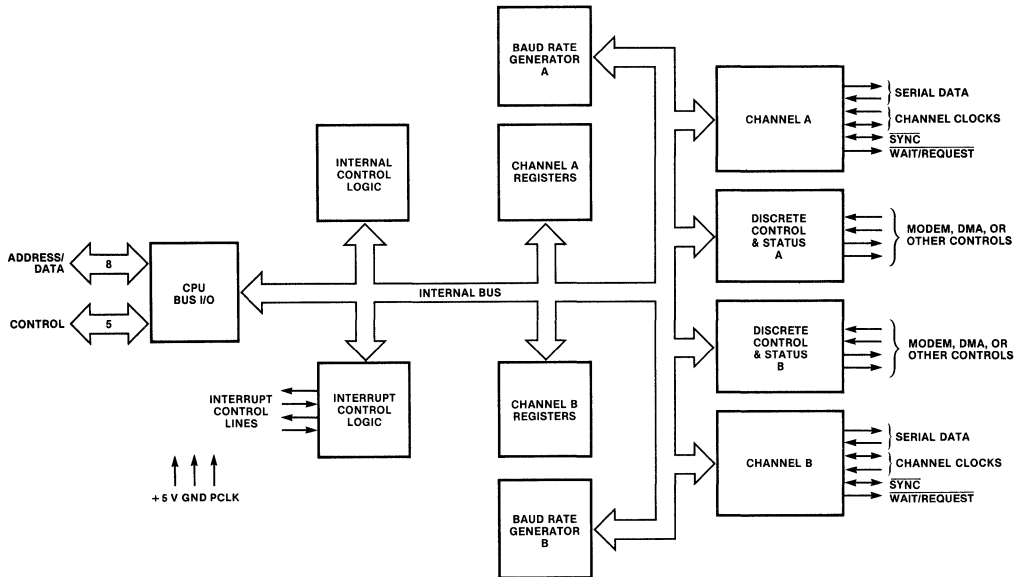 BAUD RATE
GENERATOR
A
CHANNEL A
SERIAL DATA
CHANNEL CLOCKS
SYNC
WAIT/REQUEST
INTERNAL
CONTROL
LOGIC
CHANNEL A
REGISTERS
DISCRETE
CONTROL
& STATUS
A
MODEM, DMA, OR
OTHER CONTROLS
ADDRESS/
DATA
8
CPU
BUS I/O
INTERNAL BUS
CONTROL
5
DISCRETE
CONTROL
& STATUS
B
MODEM, DMA, OR
OTHER CONTROLS
INTERRUPT
CONTROL
LINES
INTERRUPT
CONTROL
LOGIC
CHANNEL B
REGISTERS
CHANNEL B
SERIAL DATA
CHANNEL CLOCKS
SYNC
WAIT/REQUEST
+5 V GND PCLK
BAUD RATE
GENERATOR
B